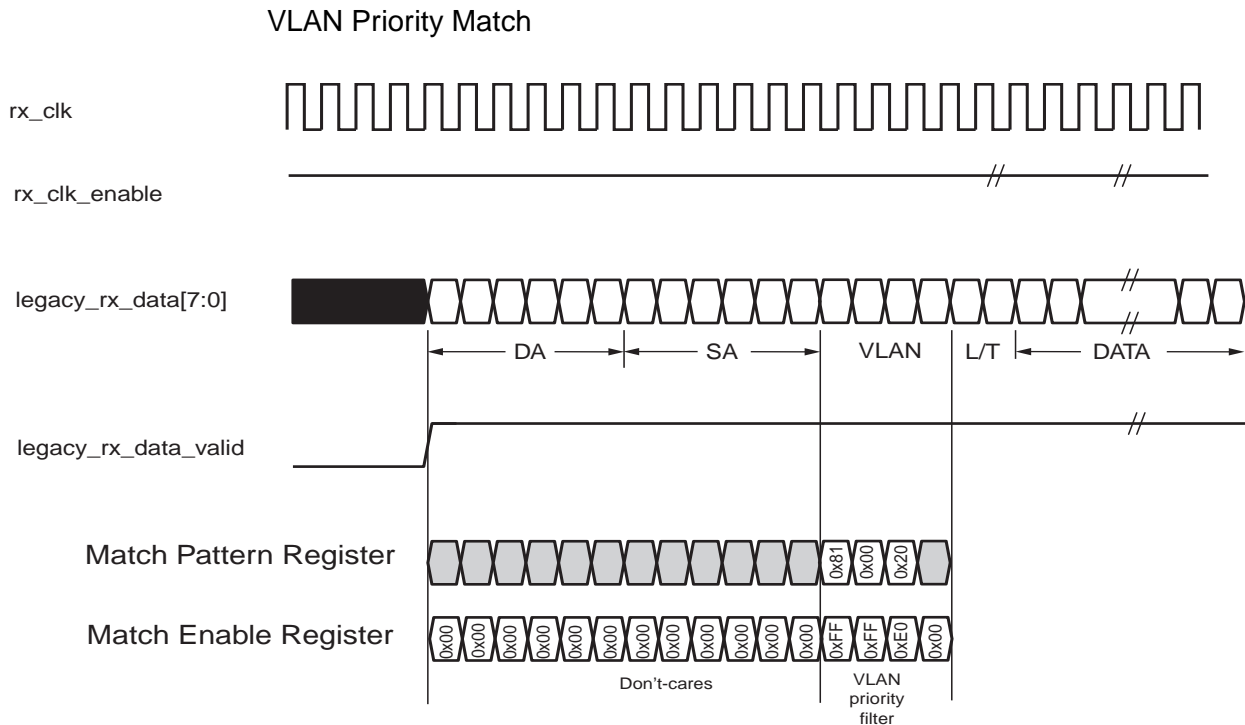 VLAN Priority Match
rx_clk
rx_clk_enable
legacy_rx_data[7:0]
DA SA VLAN L/T DATA
legacy_rx_data_valid
Match Pattern Register 0x81 0x00 0x20
Match Enable Register 0x00 0x00 0x00 0x00 0x00 0x00 0x00 0x00 0x00 0x00 0x00 0x00 0xFF 0xFF 0xE0 0x00
Don't-cares
VLAN
priority
filter